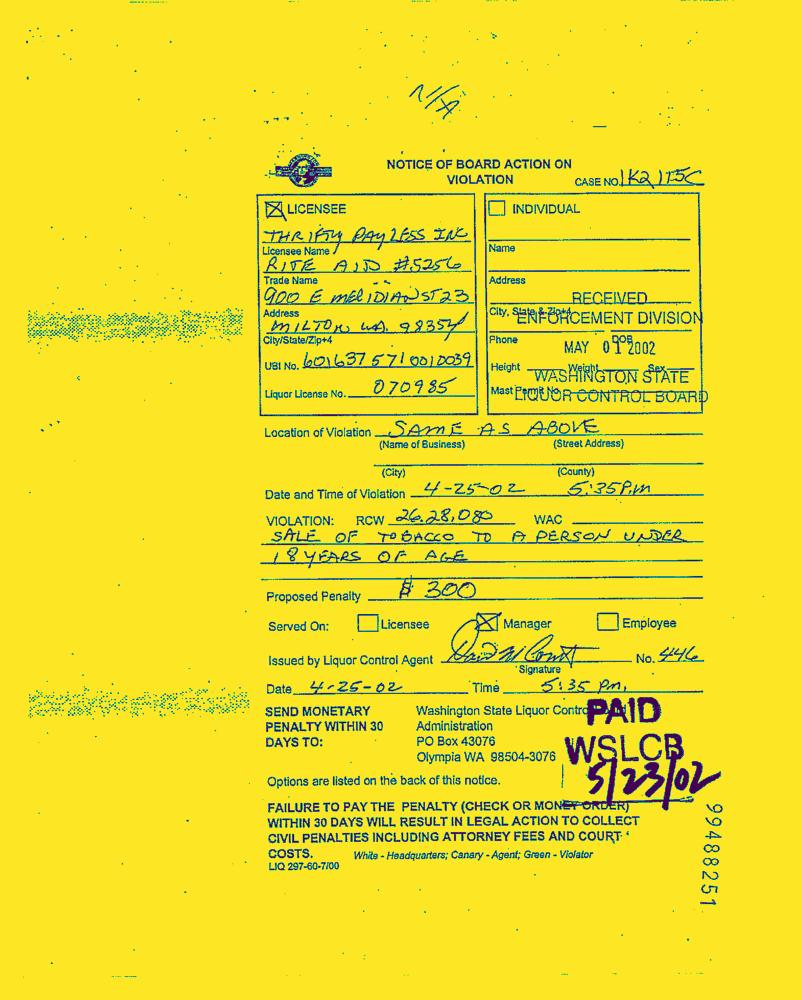 N/A
NOTICE OF BOARD ACTION ON
VIOLATION
CASE NO. 1K2115C
LICENSEE
THRIFTY PAYLESS INC
Licensee Name
RITE AID #5256
Trade Name
900 E MERIDIAN ST 23
Address
MILTON WA. 98354
City/State/Zip+4
UBI No. 601637571 0010039
Liquor License No. 070985
INDIVIDUAL
Name
Address
City, State & Zip+4
Phone DOB
Height Weight Sex
Mast Permit No.
RECEIVED
ENFORCEMENT DIVISION
MAY 01 2002
WASHINGTON STATE
LIQUOR CONTROL BOARD
Location of Violation SAME AS ABOVE
(Name of Business) (Street Address)
(City) (County)
Date and Time of Violation 4-25-02 5:35 P.M
VIOLATION: RCW 26.28.080 WAC
SALE OF TOBACCO TO A PERSON UNDER
18 YEARS OF AGE
Proposed Penalty $ 300
Served On: Licensee Manager Employee
Issued by Liquor Control Agent No. 446
Signature
Date 4-25-02 Time 5:35 pm.
SEND MONETARY
PENALTY WITHIN 30
DAYS TO:
Washington State Liquor Control
Administration
PO Box 43076
Olympia WA 98504-3076
PAID
WSLCB
5/23/02
Options are listed on the back of this notice.
FAILURE TO PAY THE PENALTY (CHECK OR MONEY ORDER)
WITHIN 30 DAYS WILL RESULT IN LEGAL ACTION TO COLLECT
CIVIL PENALTIES INCLUDING ATTORNEY FEES AND COURT
COSTS. White - Headquarters; Canary - Agent; Green - Violator
LIQ 297-60-7/00
99488251